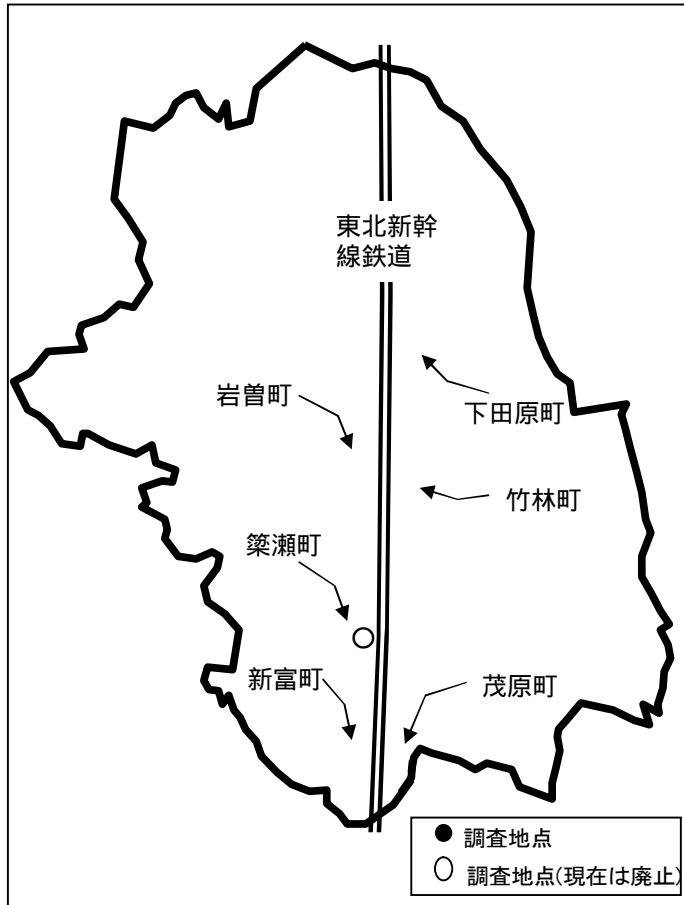 東北新幹
線鉄道
岩曽町
下田原町
竹林町
簗瀬町
新富町
茂原町
調査地点
調査地点(現在は廃止)